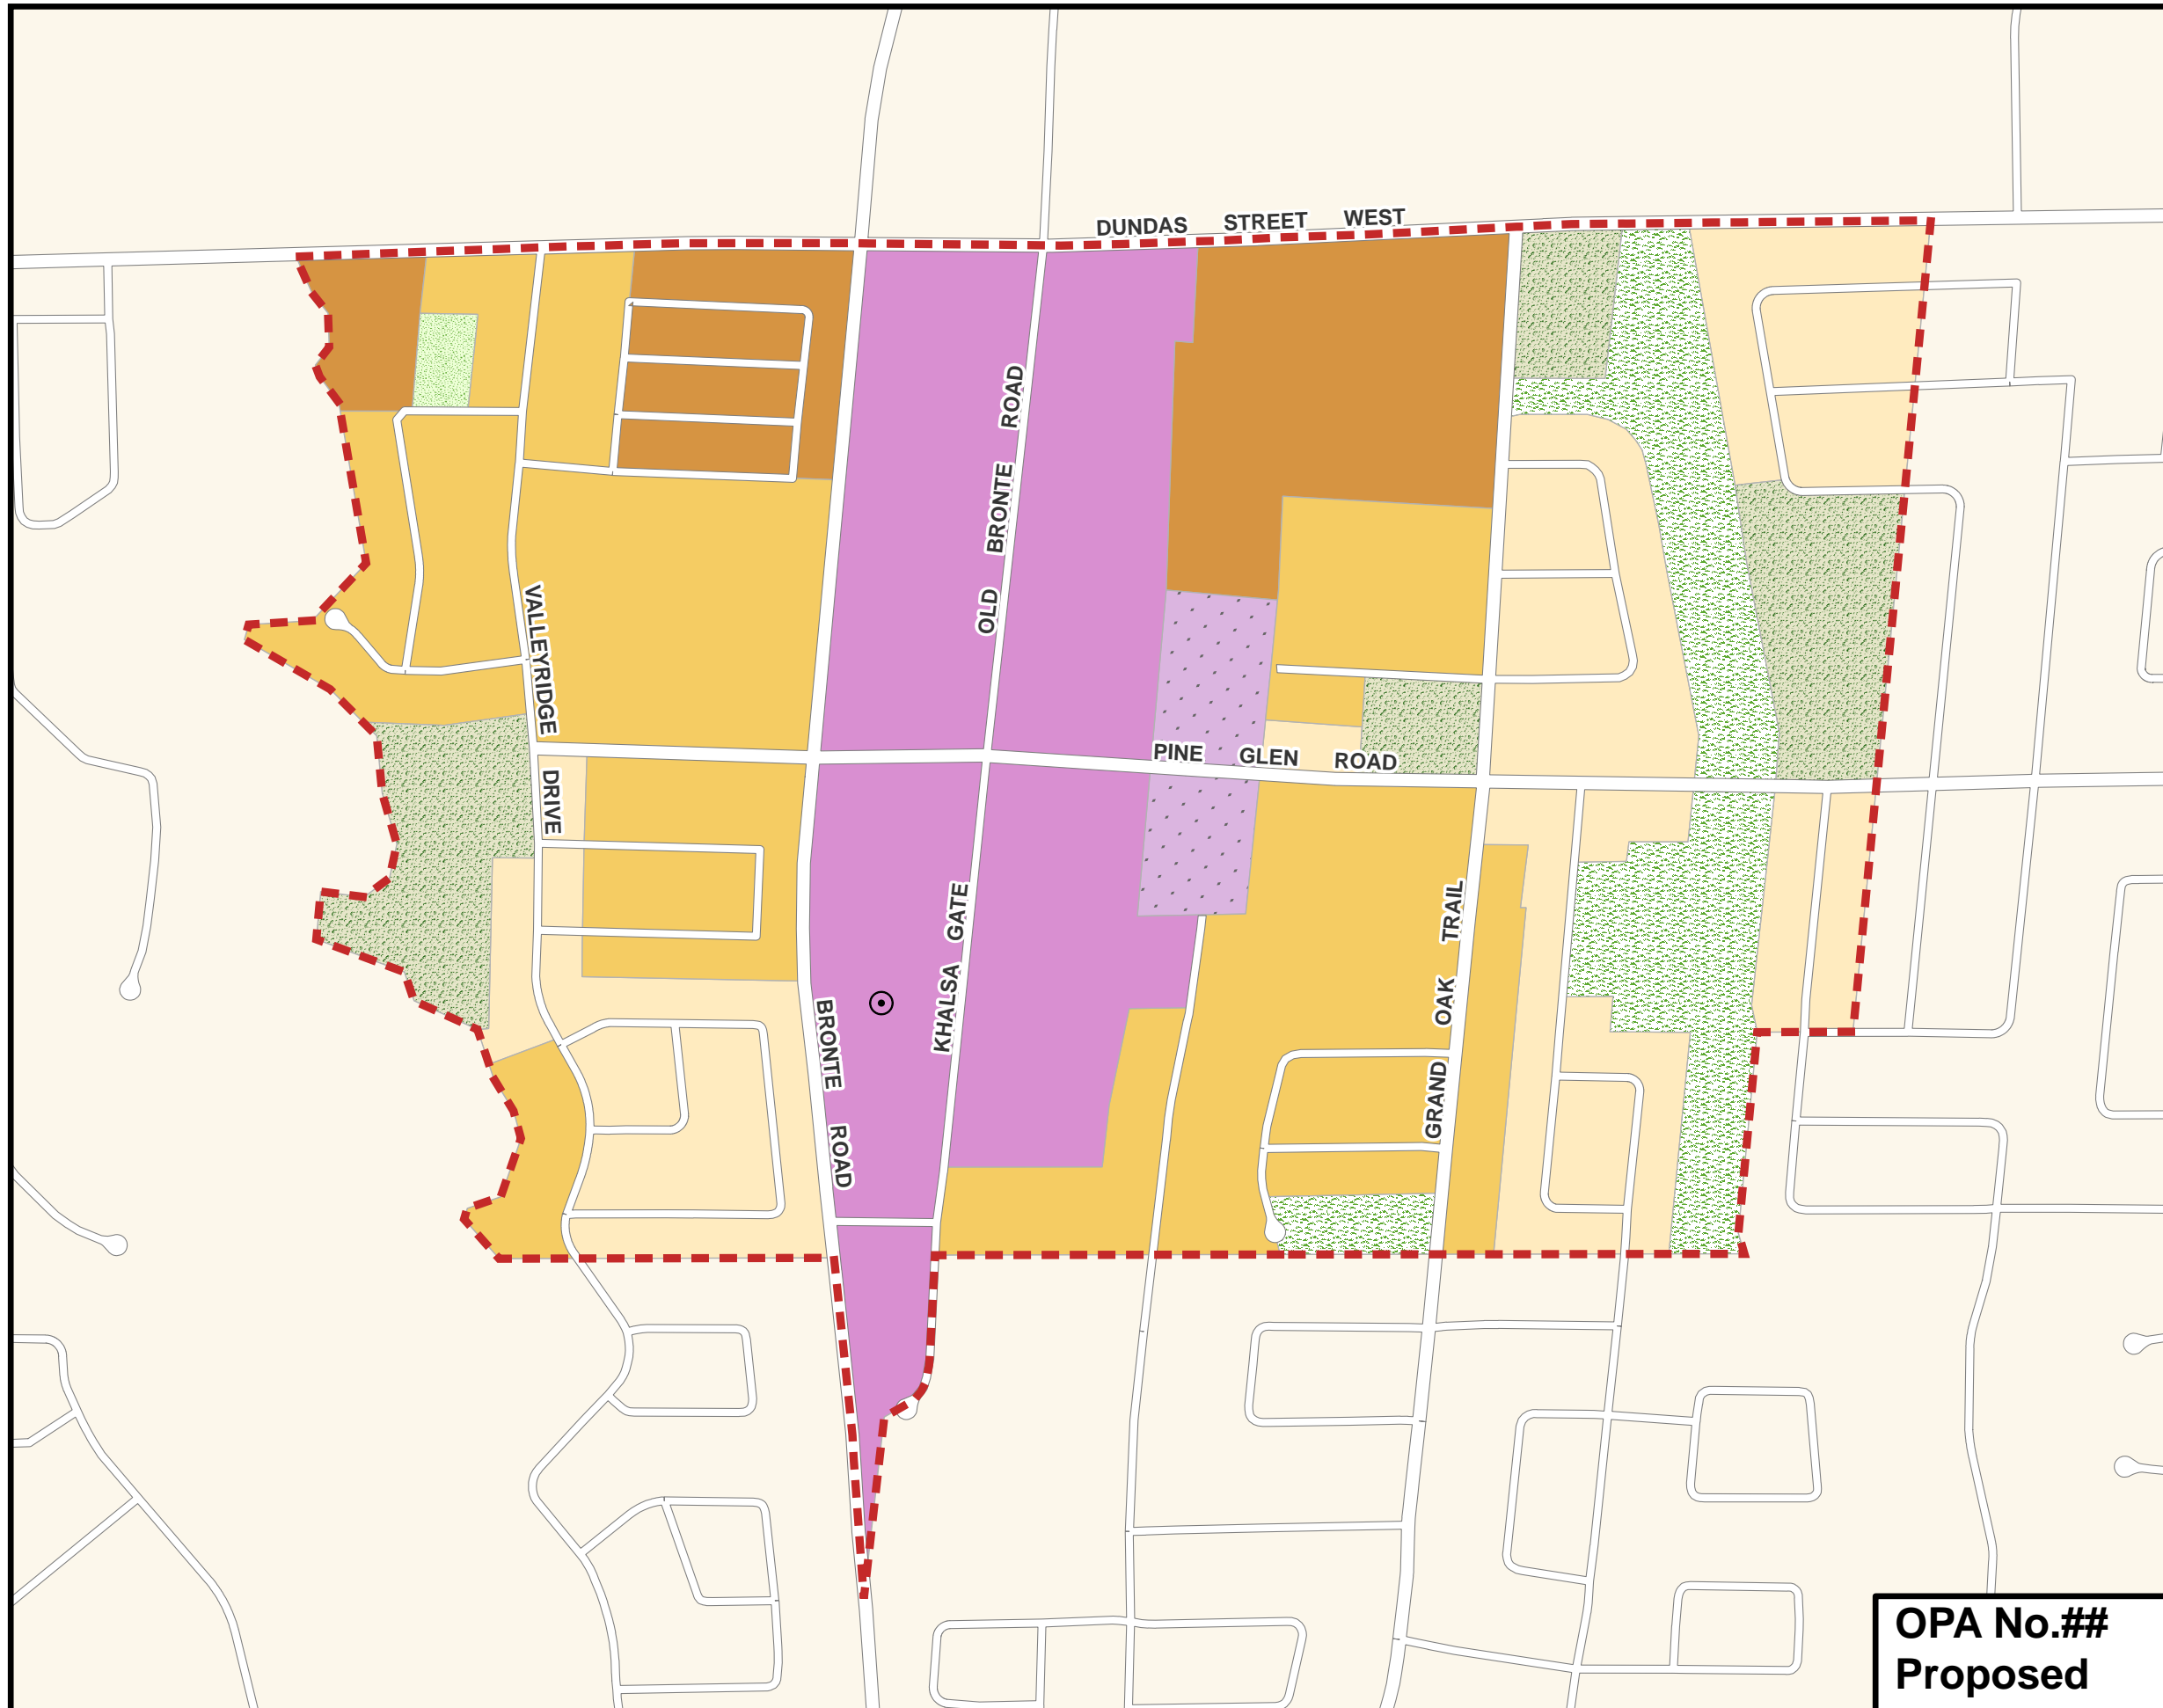 DUNDAS STREET WEST
OLD BRONTE ROAD
VALLEYRIDGE DRIVE
PINE GLEN ROAD
KHALSA GATE
BRONTE ROAD
GRAND OAK TRAIL
OPA No.##
Proposed